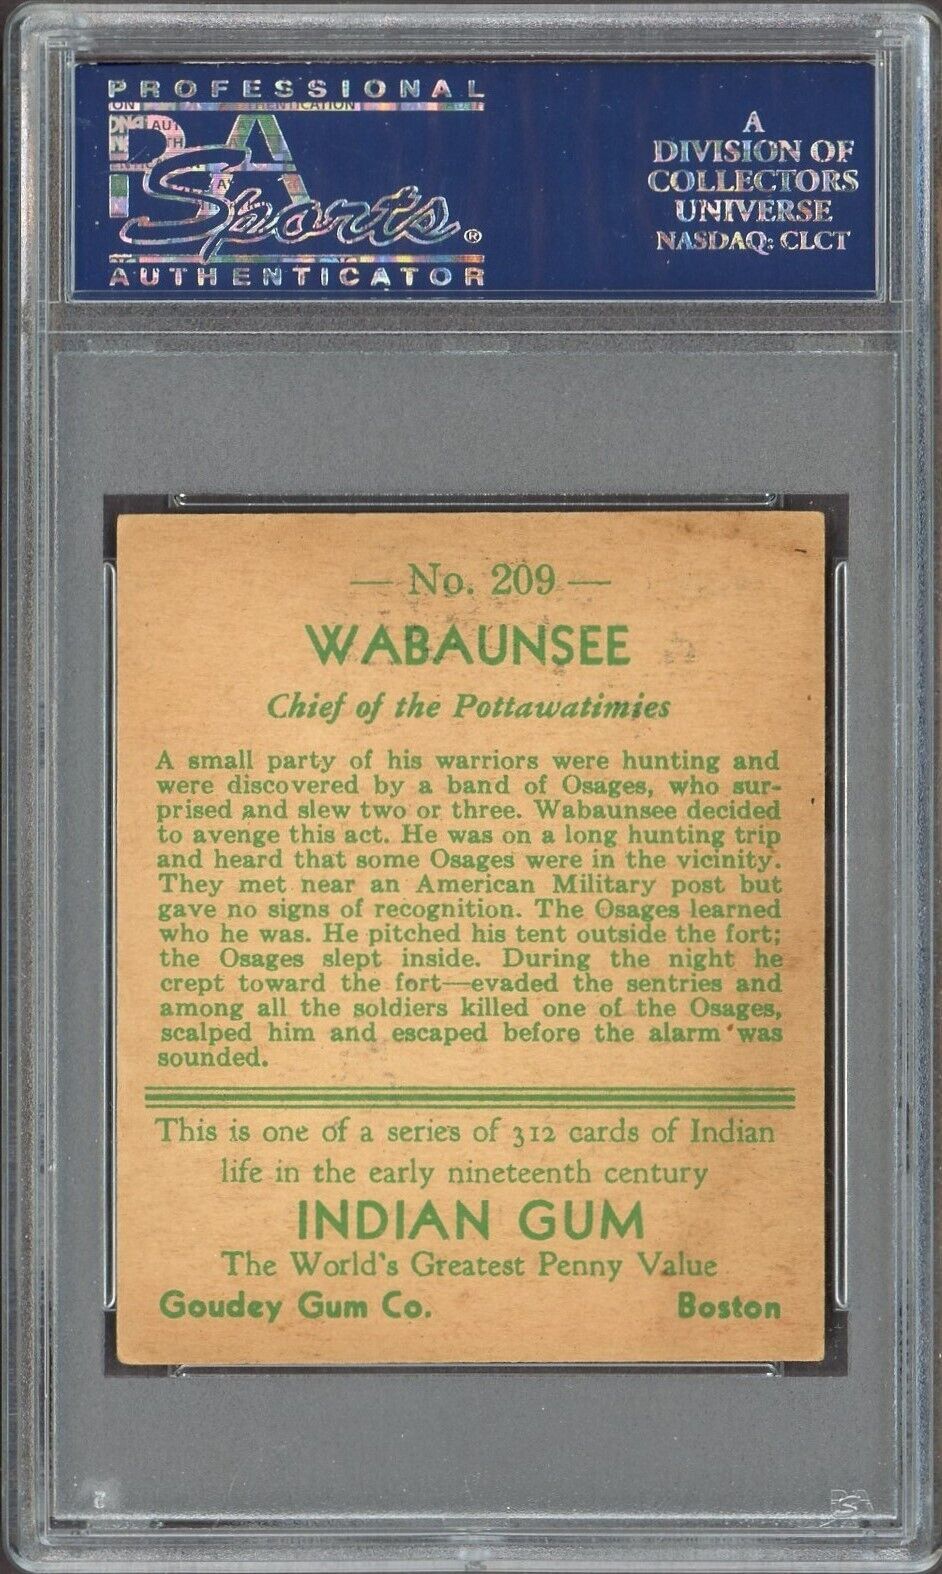 PROFESSIONAL
PSA
Sports®
AUTHENTICATOR
A
DIVISION OF
COLLECTORS
UNIVERSE
NASDAQ: CLCT
— No. 209 —
WABAUNSEE
Chief of the Pottawatimies
A small party of his warriors were hunting and
were discovered by a band of Osages, who sur-
prised and slew two or three. Wabaunsee decided
to avenge this act. He was on a long hunting trip
and heard that some Osages were in the vicinity.
They met near an American Military post but
gave no signs of recognition. The Osages learned
who he was. He pitched his tent outside the fort;
the Osages slept inside. During the night he
crept toward the fort—evaded the sentries and
among all the soldiers killed one of the Osages,
scalped him and escaped before the alarm was
sounded.
This is one of a series of 312 cards of Indian
life in the early nineteenth century
INDIAN GUM
The World's Greatest Penny Value
Goudey Gum Co. Boston
PSA